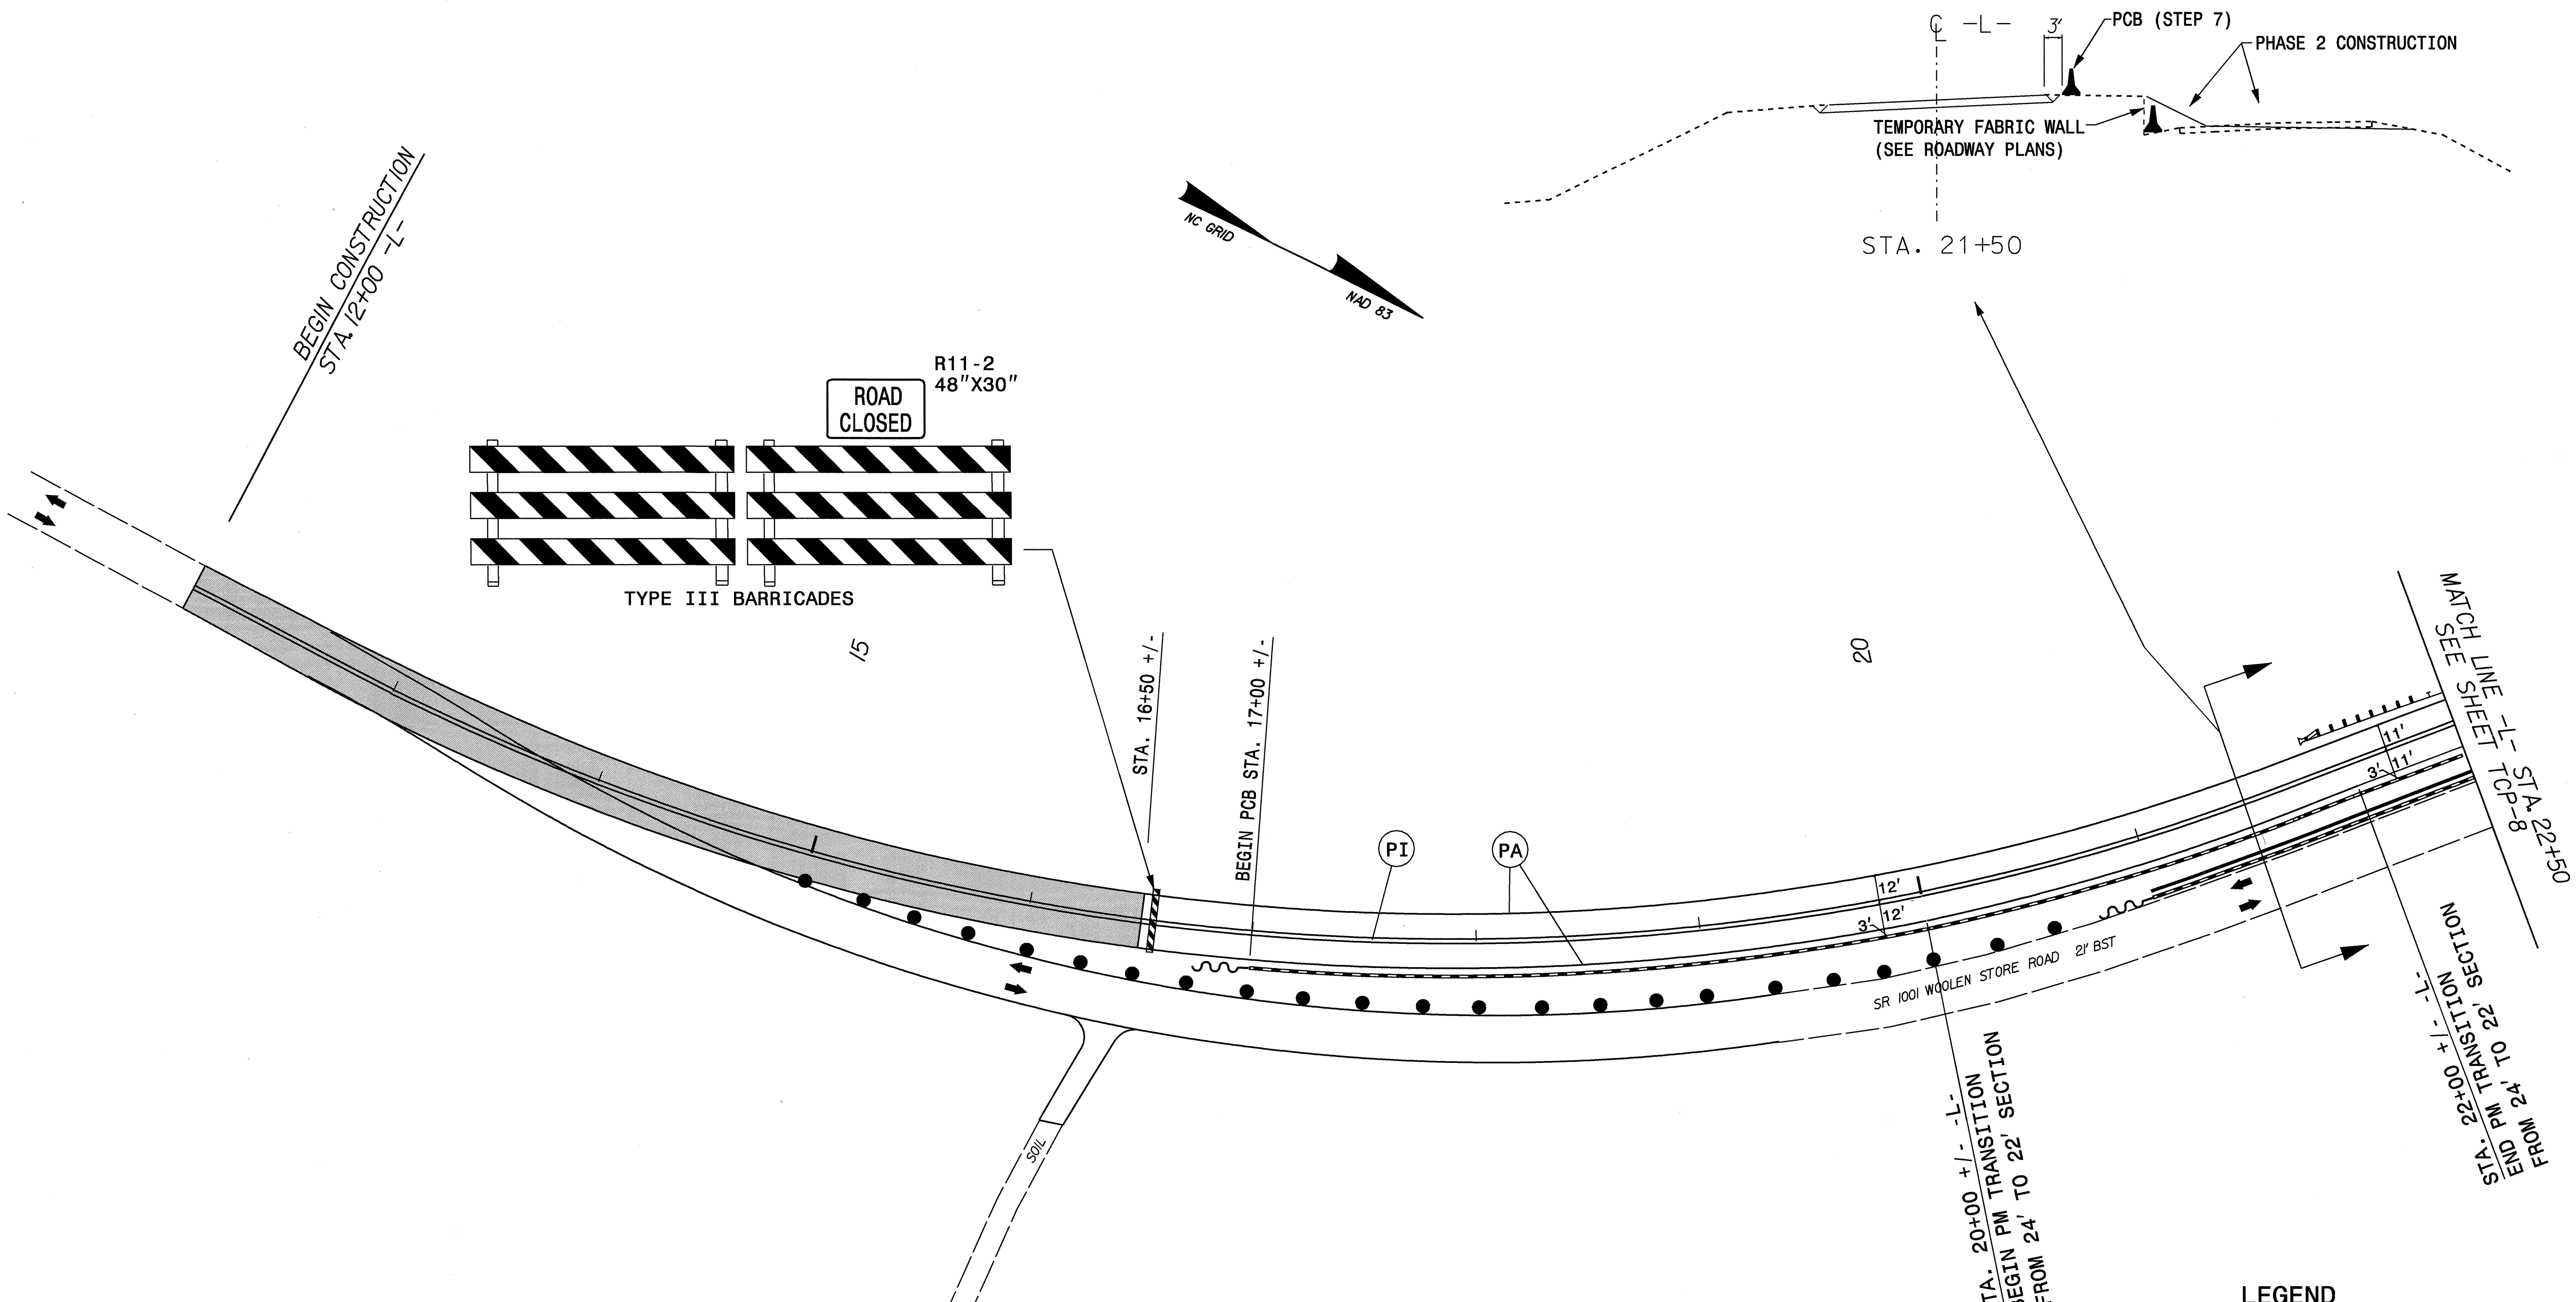 ℄ -L-
3'
PCB (STEP 7)
PHASE 2 CONSTRUCTION
TEMPORARY FABRIC WALL
(SEE ROADWAY PLANS)
STA. 21+50
NC GRID
NAD 83
BEGIN CONSTRUCTION
STA. 12+00 -L-
R11-2
48"X30"
ROAD
CLOSED
TYPE III BARRICADES
15
20
STA. 16+50 +/-
BEGIN PCB STA. 17+00 +/-
PI
PA
12'
12'
3'
11'
11'
3'
MATCH LINE -L- STA. 22+50
SEE SHEET TCP-8
SR 1001 WOOLEN STORE ROAD 21' BST
SOIL
STA. 20+00 +/- -L-
BEGIN PM TRANSITION
FROM 24' TO 22' SECTION
STA. 22+00 +/- -L-
END PM TRANSITION
FROM 24' TO 22' SECTION
LEGEND